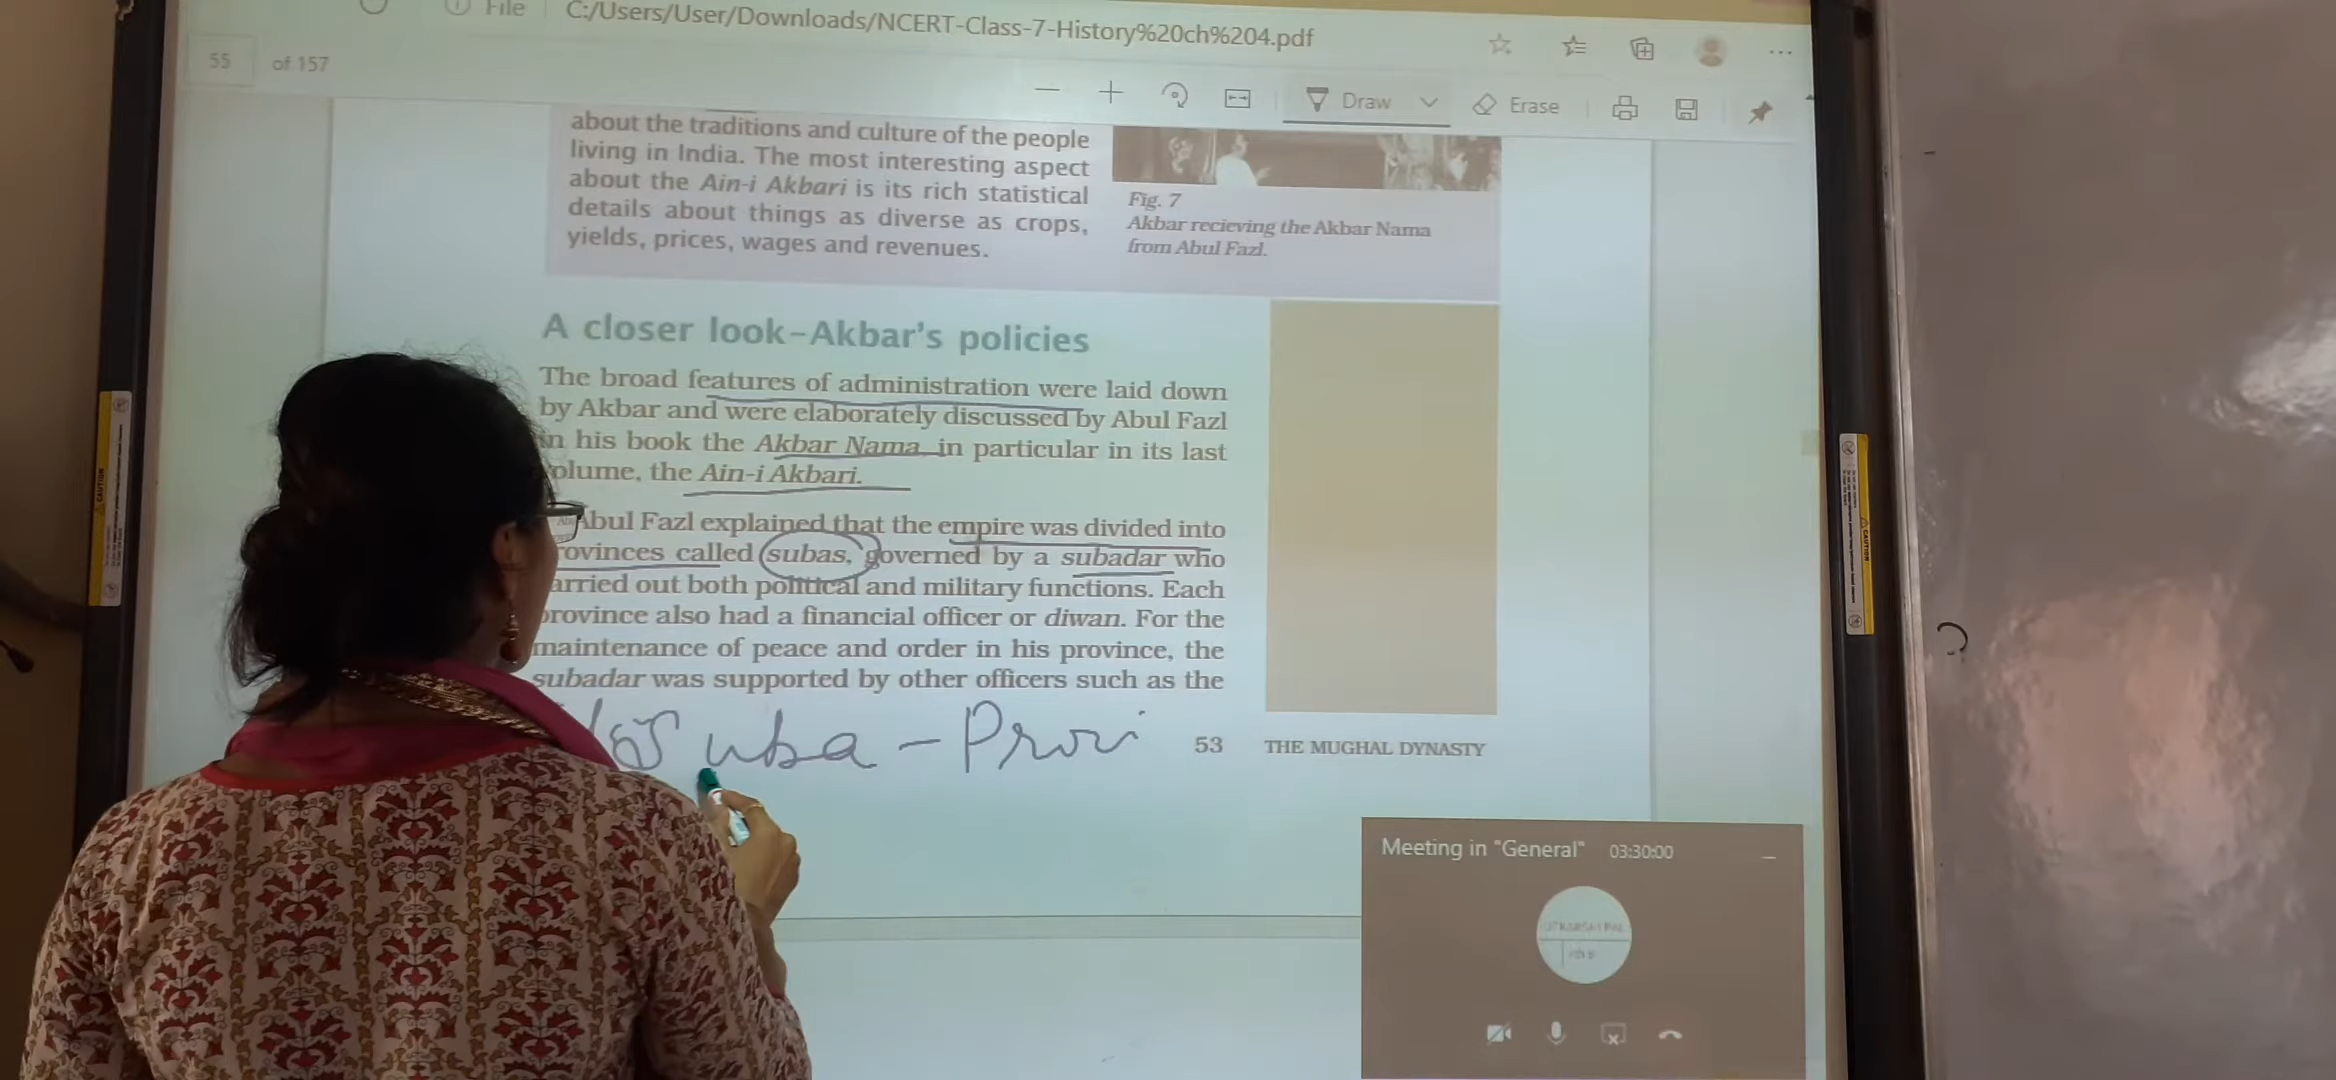 File C:/Users/User/Downloads/NCERT-Class-7-History%20ch%204.pdf
55 of 157
Draw Erase
about the traditions and culture of the people
living in India. The most interesting aspect
about the Ain-i Akbari is its rich statistical
details about things as diverse as crops,
yields, prices, wages and revenues.
Fig. 7
Akbar recieving the Akbar Nama
from Abul Fazl.
A closer look–Akbar's policies
The broad features of administration were laid down
by Akbar and were elaborately discussed by Abul Fazl
in his book the Akbar Nama in particular in its last
olume, the Ain-i Akbari.
Abul Fazl explained that the empire was divided into
rovinces called subas, governed by a subadar who
arried out both political and military functions. Each
province also had a financial officer or diwan. For the
maintenance of peace and order in his province, the
subadar was supported by other officers such as the
Suba - Provi
53 THE MUGHAL DYNASTY
Meeting in "General" 03:30:00
CAUTION
CAUTION